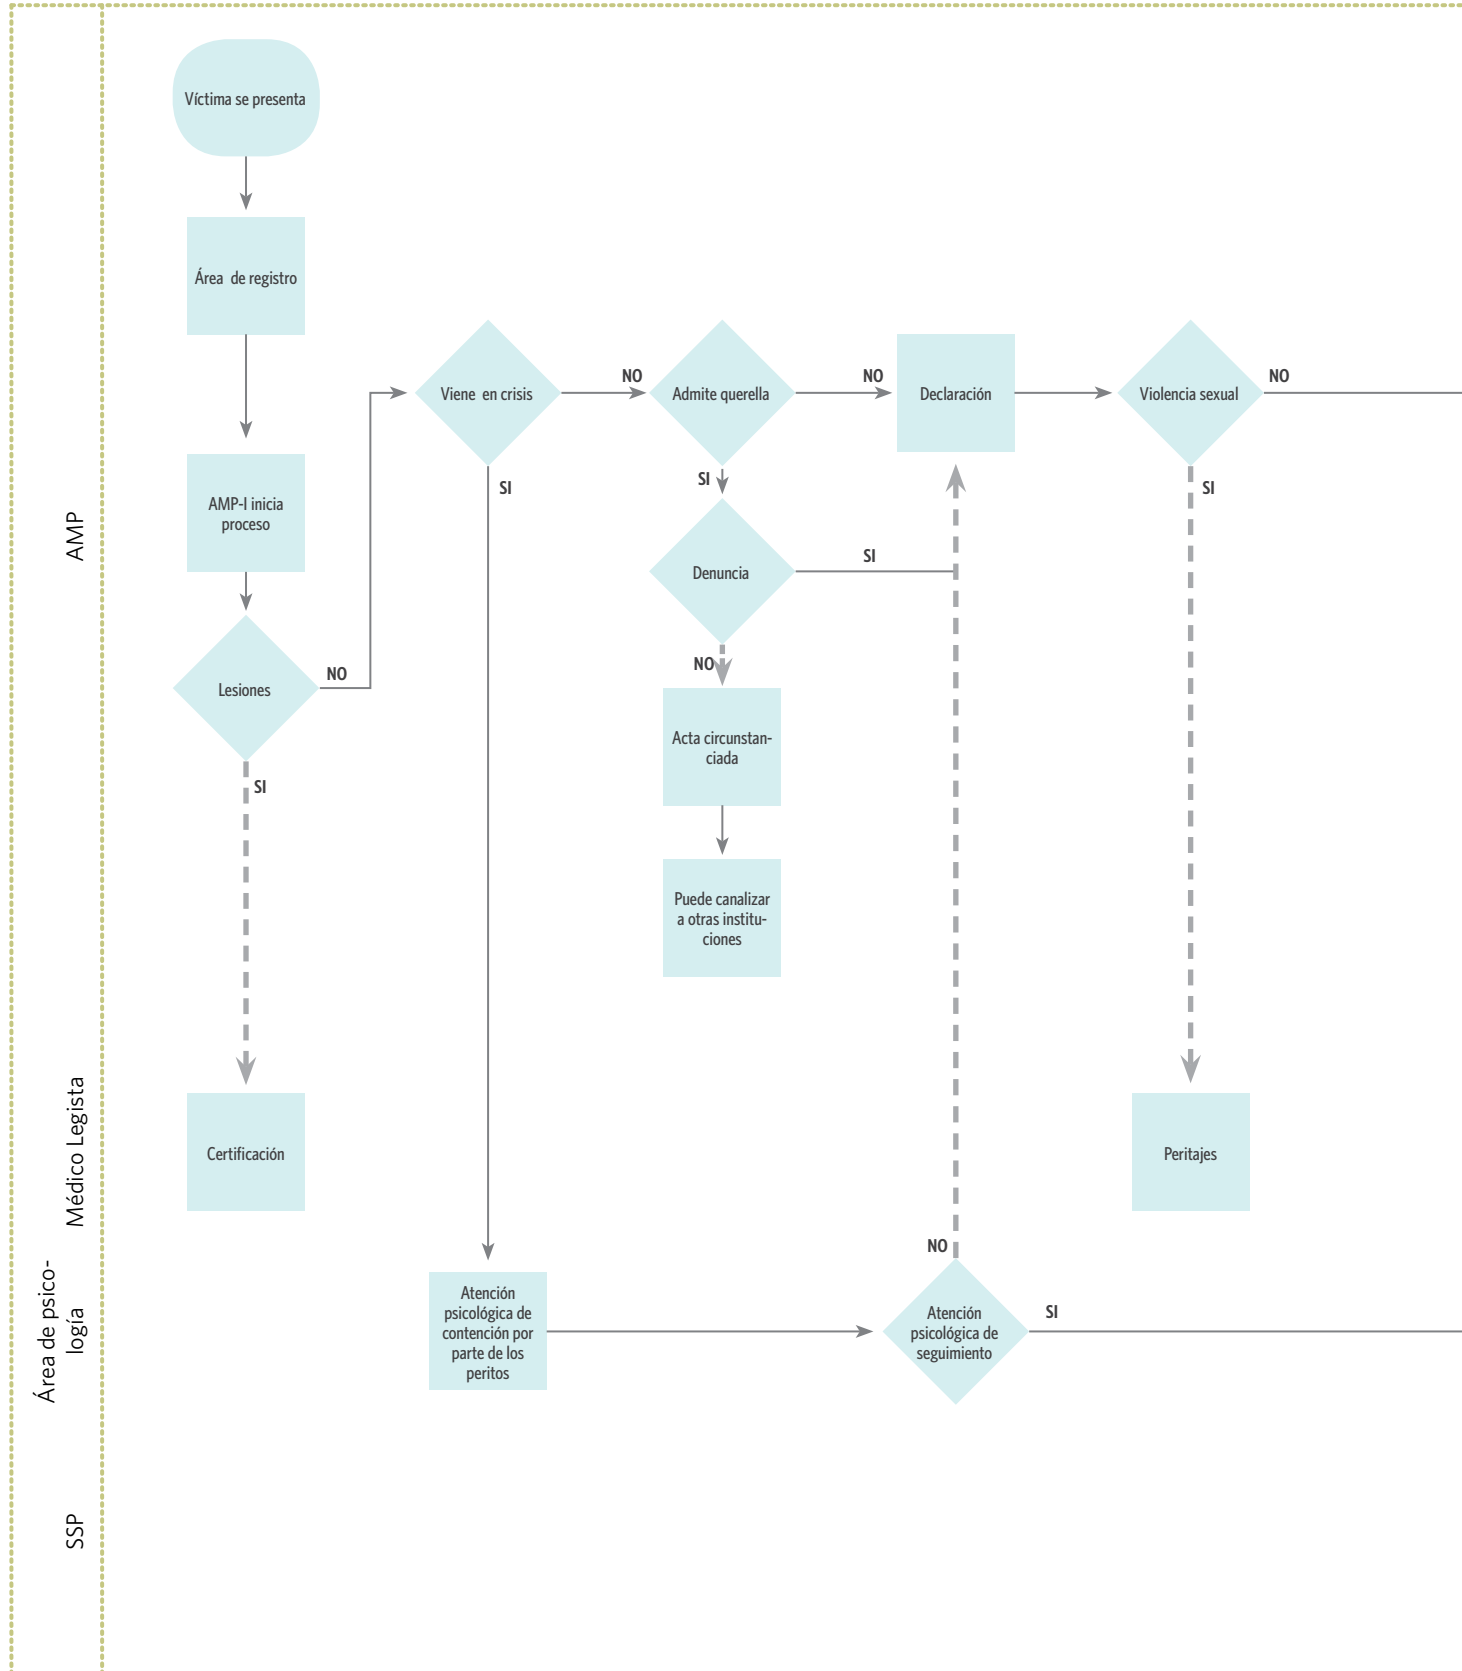 Víctima se presenta
Área de registro
AMP-I inicia
proceso
Lesiones
NO
SI
Certificación
Viene en crisis
NO
SI
Atención
psicológica de
contención por
parte de los
peritos
Admite querella
NO
SI
Denuncia
SI
NO
Acta circunstan-
ciada
Puede canalizar
a otras institu-
ciones
Declaración
NO
Atención
psicológica de
seguimiento
SI
Violencia sexual
NO
SI
Peritajes
AMP
Médico Legista
Área de psico-
logía
SSP